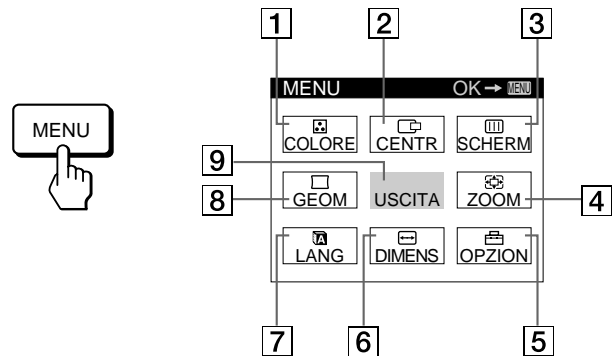 1 2 3
MENU
MENU OK → MENU
COLORE CENTR SCHERM
9
8 GEOM USCITA ZOOM 4
LANG DIMENS OPZION
7 6 5